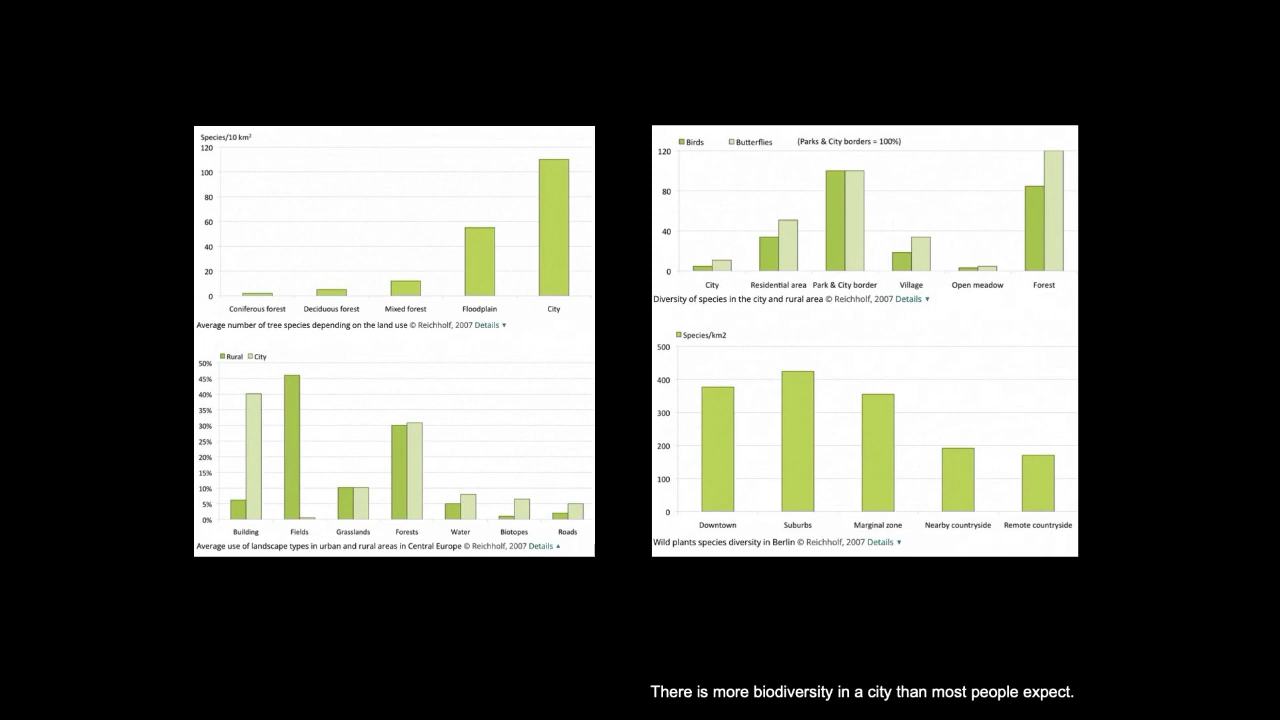 Species/10 km²
120
100
80
60
40
20
0
Coniferous forest Deciduous forest Mixed forest Floodplain City
Average number of tree species depending on the land use © Reichholf, 2007 Details ▼
Rural City
50%
45%
40%
35%
30%
25%
20%
15%
10%
5%
0%
Building Fields Grasslands Forests Water Biotopes Roads
Average use of landscape types in urban and rural areas in Central Europe © Reichholf, 2007 Details ▲
Birds Butterflies (Parks & City borders = 100%)
120
80
40
0
City Residential area Park & City border Village Open meadow Forest
Diversity of species in the city and rural area © Reichholf, 2007 Details ▼
Species/km2
500
400
300
200
100
0
Downtown Suburbs Marginal zone Nearby countryside Remote countryside
Wild plants species diversity in Berlin © Reichholf, 2007 Details ▼
There is more biodiversity in a city than most people expect.